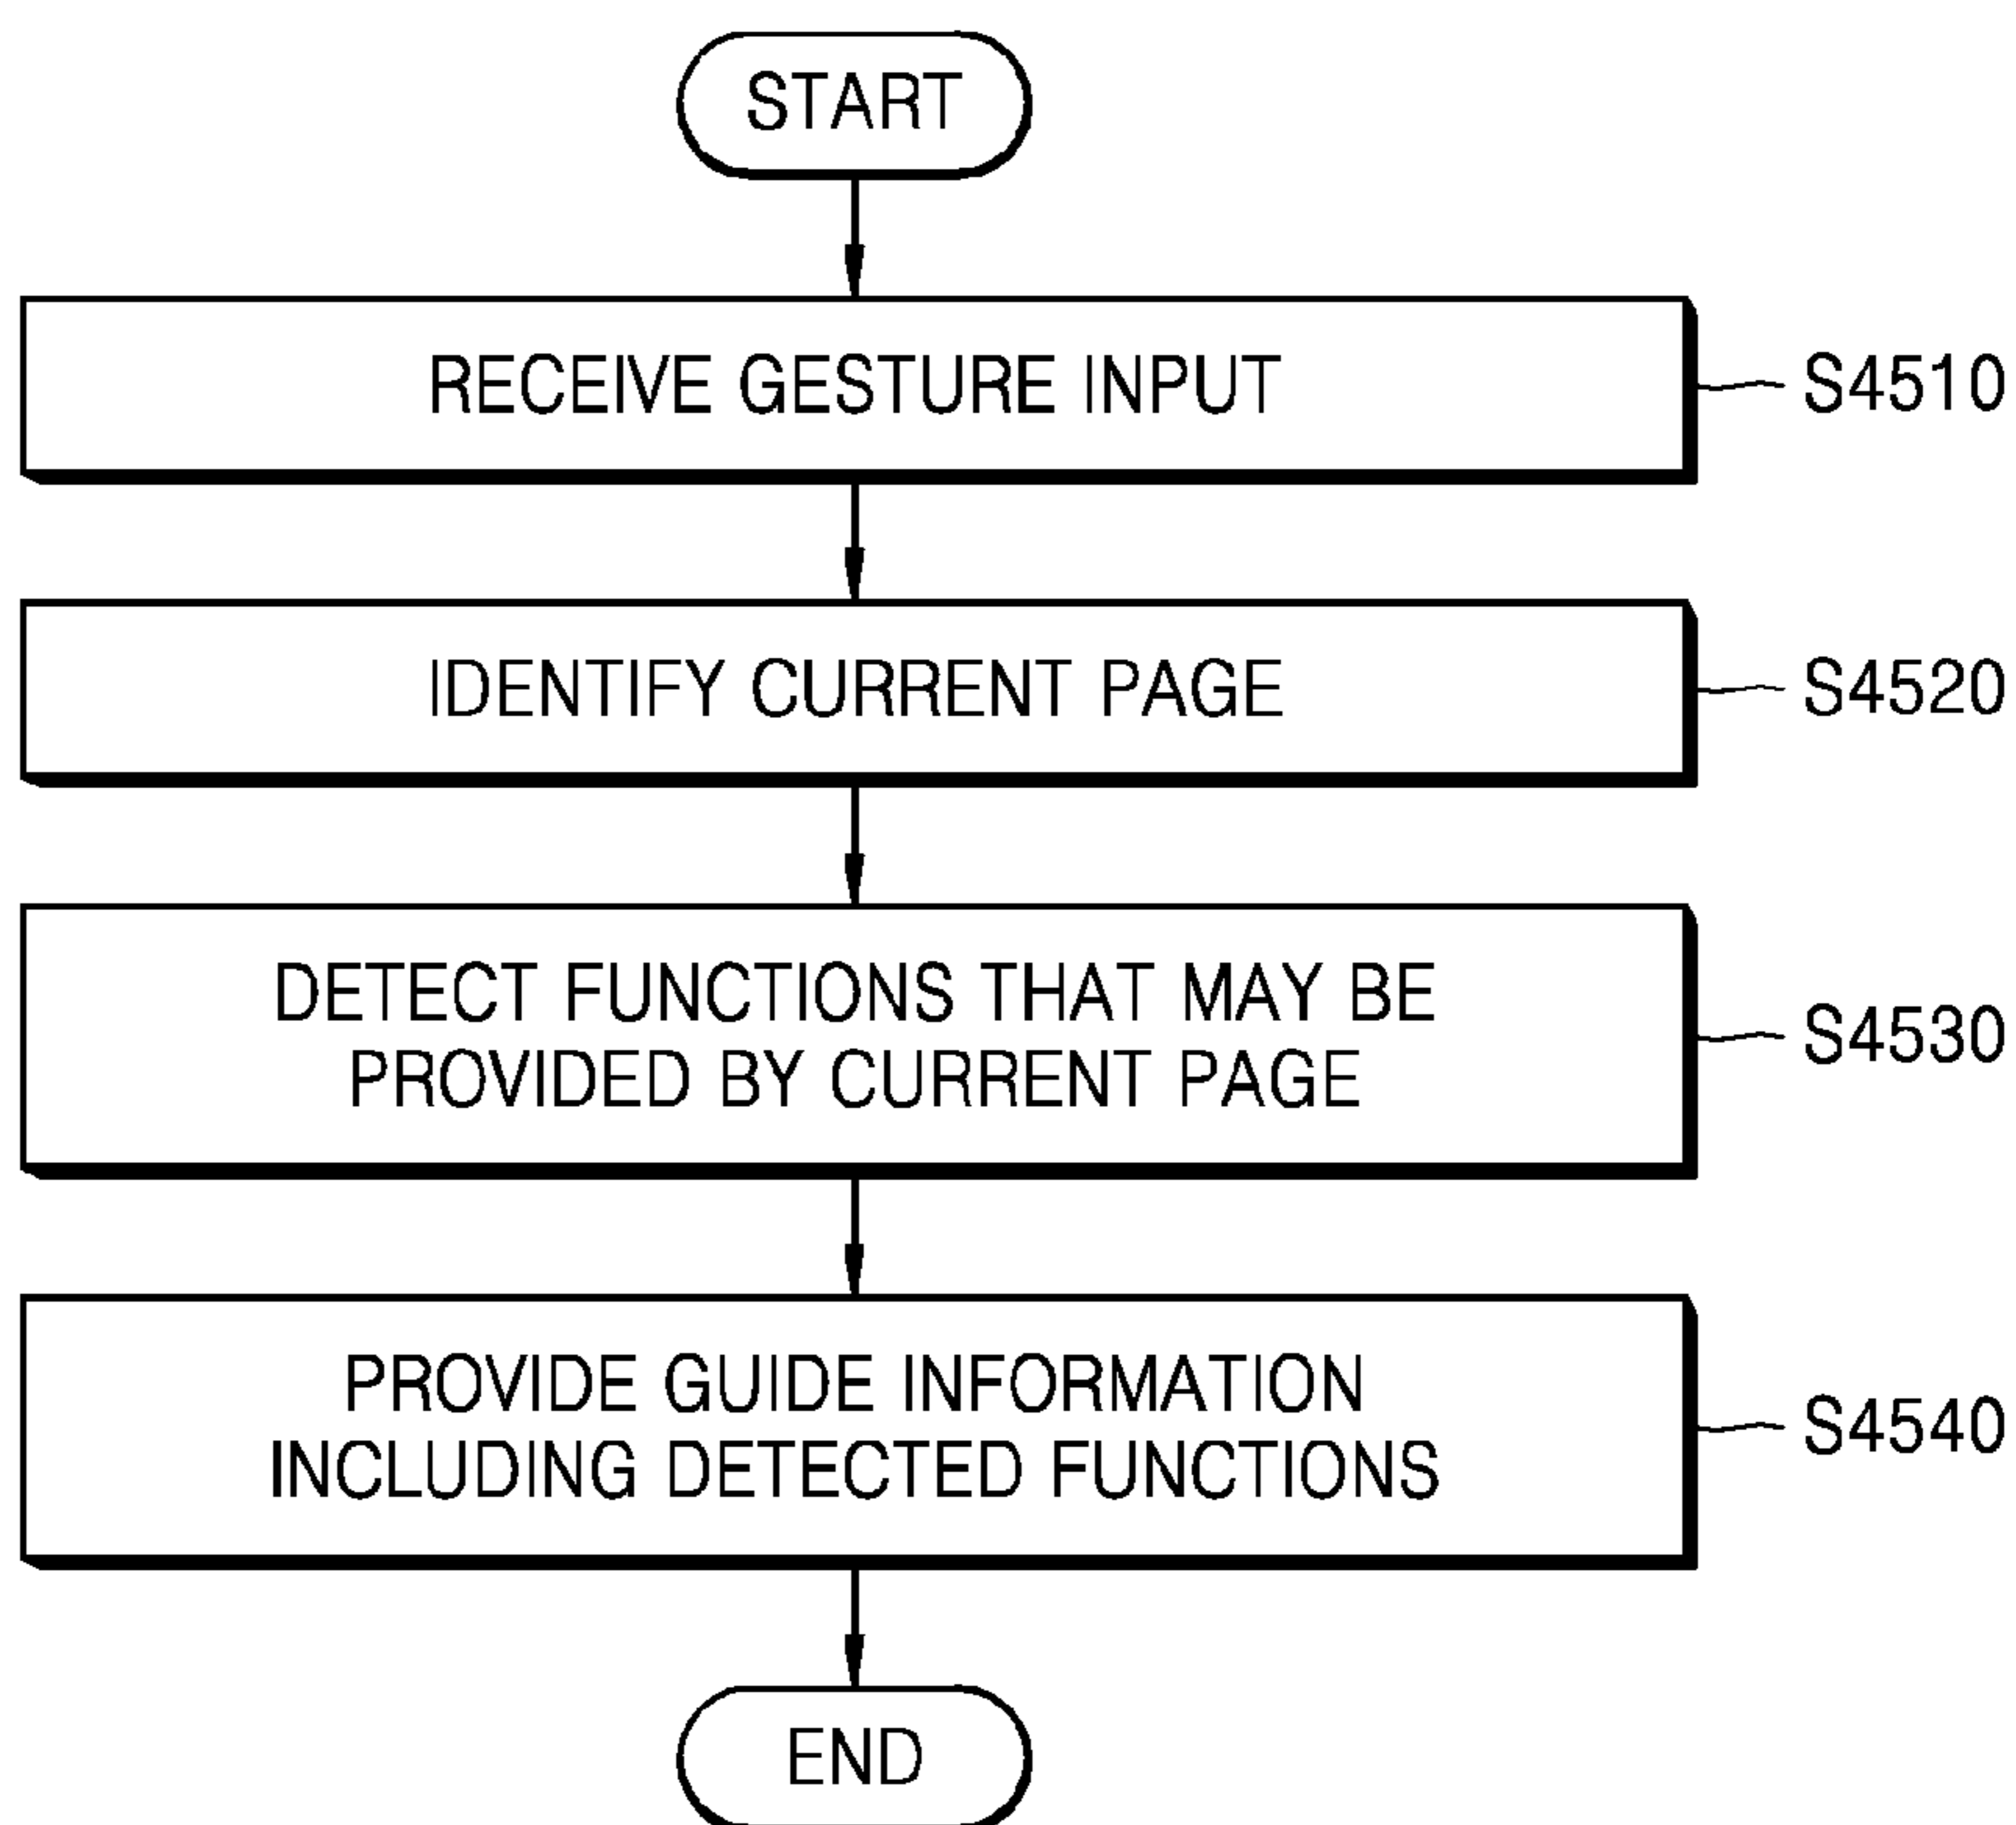 START
RECEIVE GESTURE INPUT
S4510
IDENTIFY CURRENT PAGE
S4520
DETECT FUNCTIONS THAT MAY BE
PROVIDED BY CURRENT PAGE
S4530
PROVIDE GUIDE INFORMATION
INCLUDING DETECTED FUNCTIONS
S4540
END